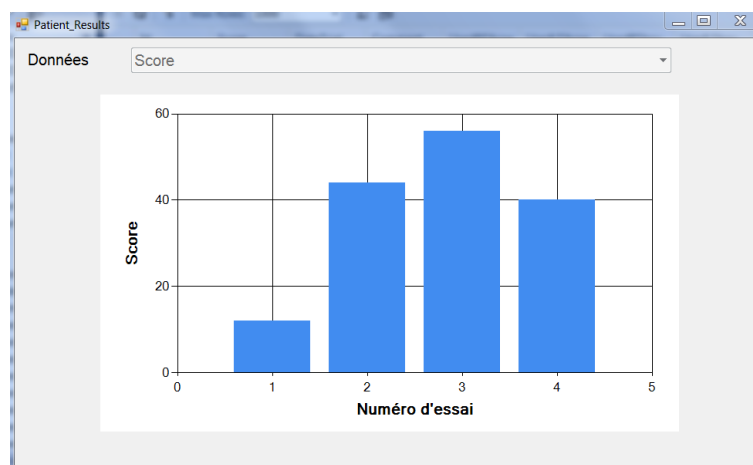 Patient_Results
Données
Score
60
40
20
0
Score
0 1 2 3 4 5
Numéro d'essai